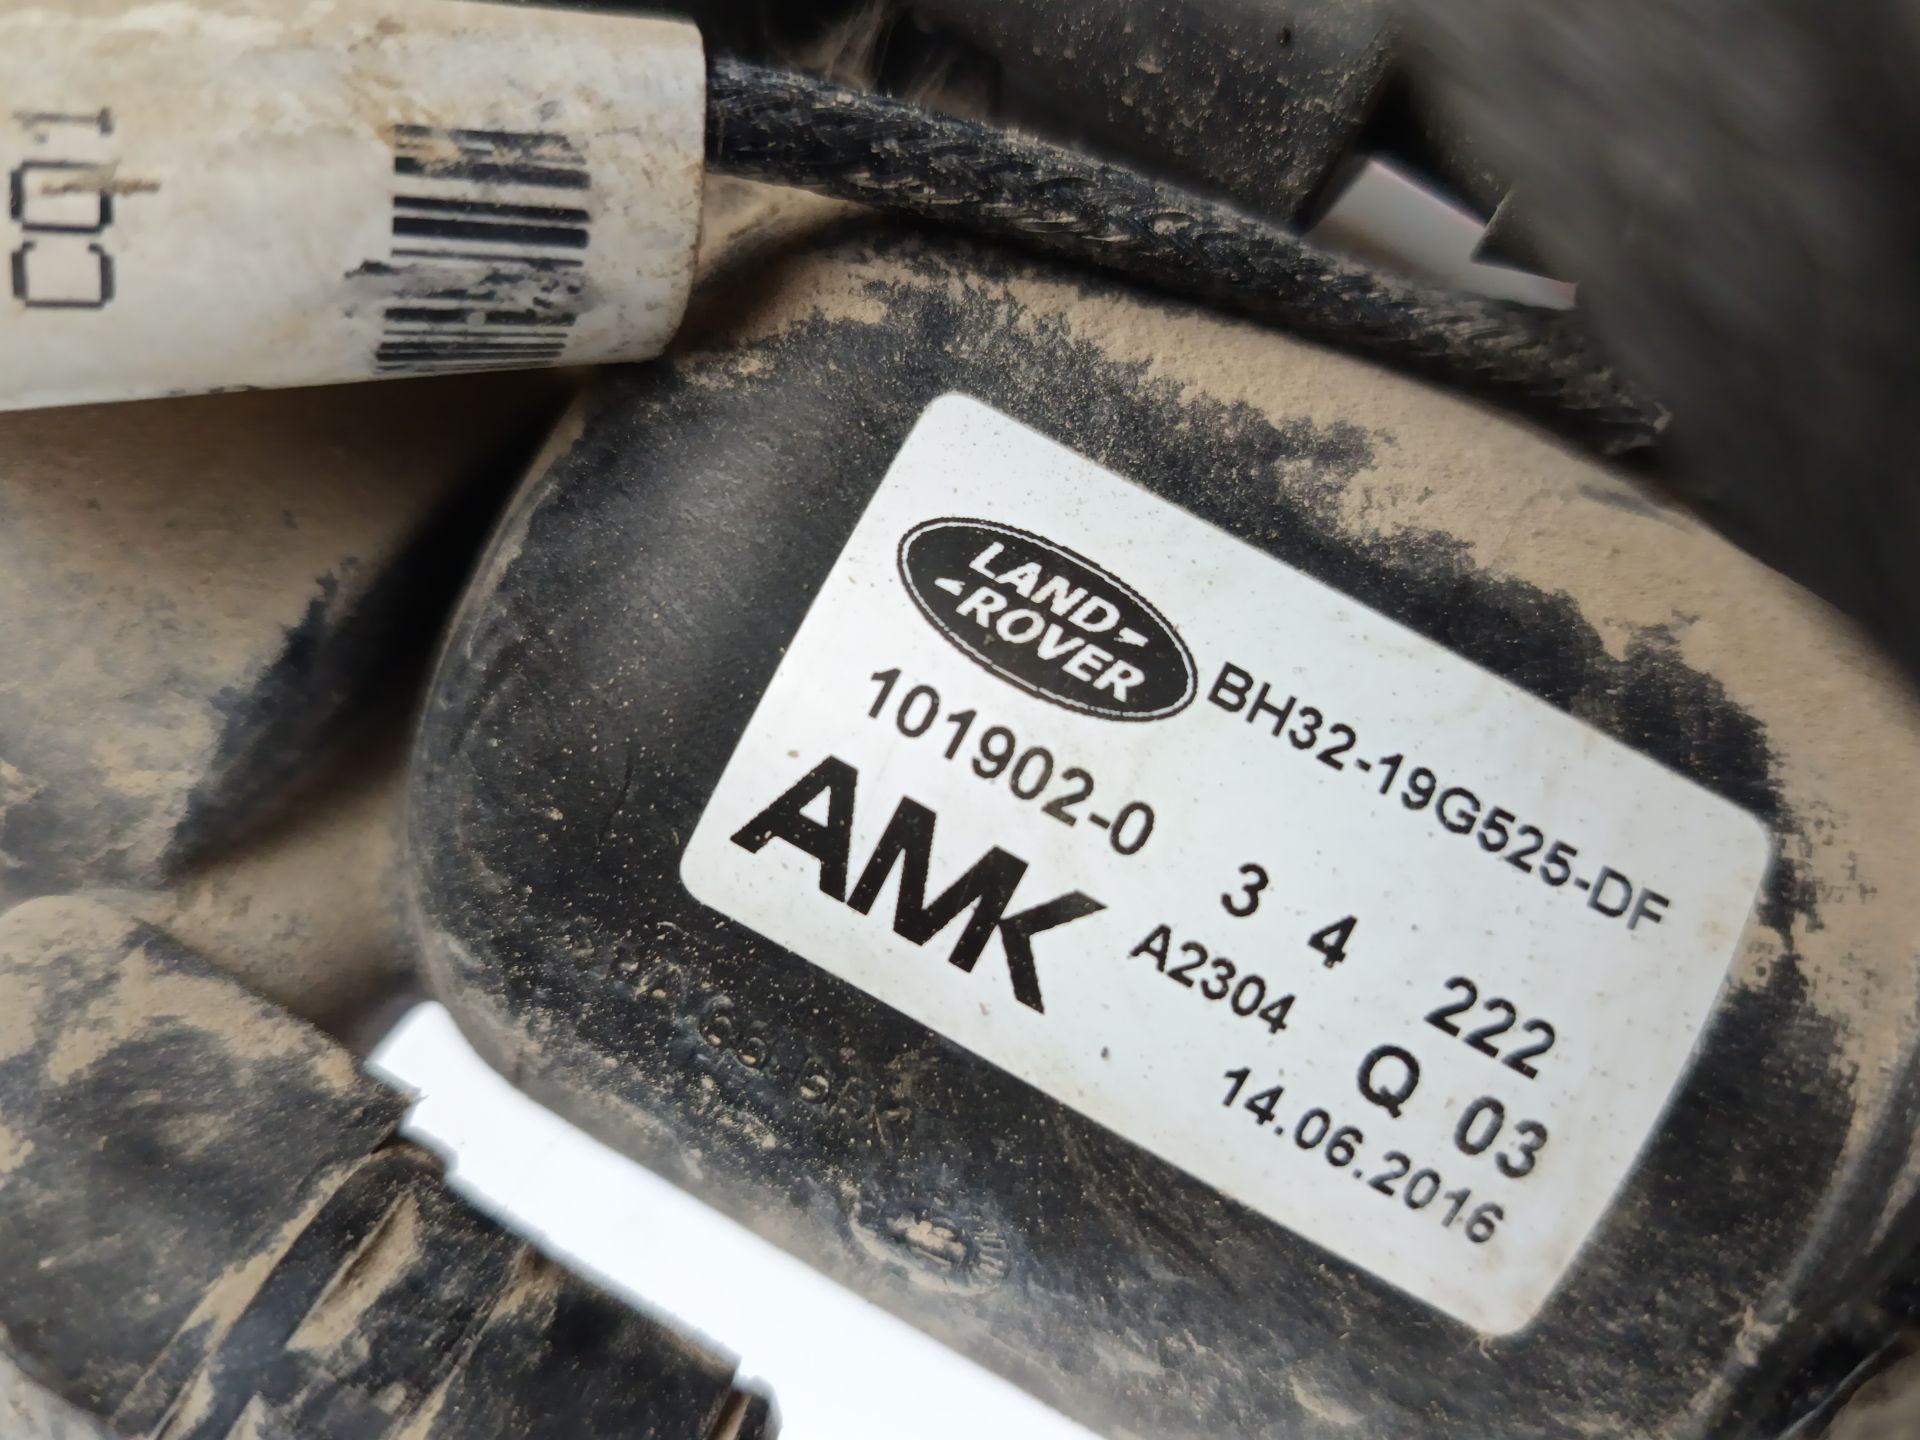 CQ1
LAND
ROVER
BH32-19G525-DF
101902-0 3 4 222
AMK A2304 Q 03
14.06.2016